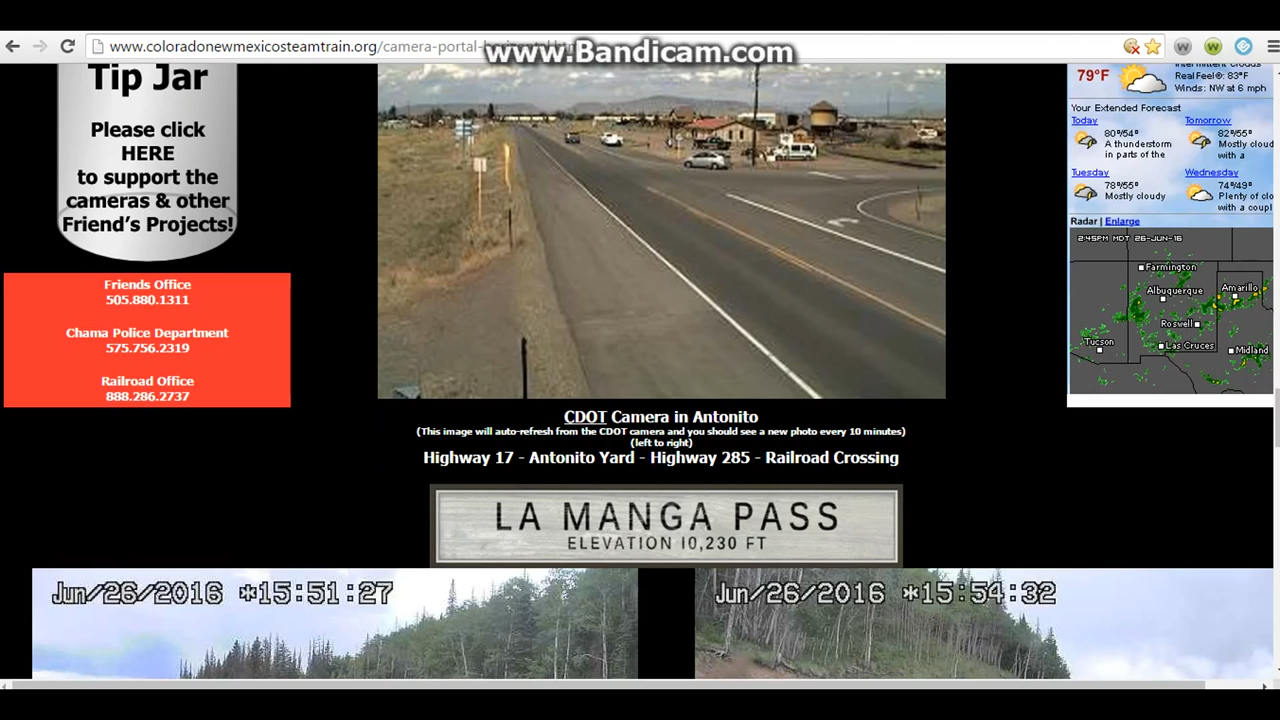 www.Bandicam.com
www.coloradonewmexicosteamtrain.org/camera-portal-
Tip Jar
Please click
HERE
to support the
cameras & other
Friend's Projects!
Friends Office
505.880.1311
Chama Police Department
575.756.2319
Railroad Office
888.286.2737
CDOT Camera in Antonito
(This image will auto-refresh from the CDOT camera and you should see a new photo every 10 minutes)
(left to right)
Highway 17 - Antonito Yard - Highway 285 - Railroad Crossing
LA MANGA PASS
ELEVATION 10,230 FT
Jun/26/2016 *15:51:27
Jun/26/2016 *15:54:32
79°F
Intermittent Clouds
RealFeel®: 83°F
Winds: NW at 6 mph
Your Extended Forecast
Today
80°/54°
A thunderstorm
in parts of the
Tomorrow
82°/55°
Mostly cloud
with a
Tuesday
78°/55°
Mostly cloudy
Wednesday
74°/49°
Plenty of clo
with a coupl
Radar | Enlarge
2:45PM MDT 26-JUN-16
Farmington
Albuquerque
Amarillo
Roswell
Tucson
Las Cruces
Midland